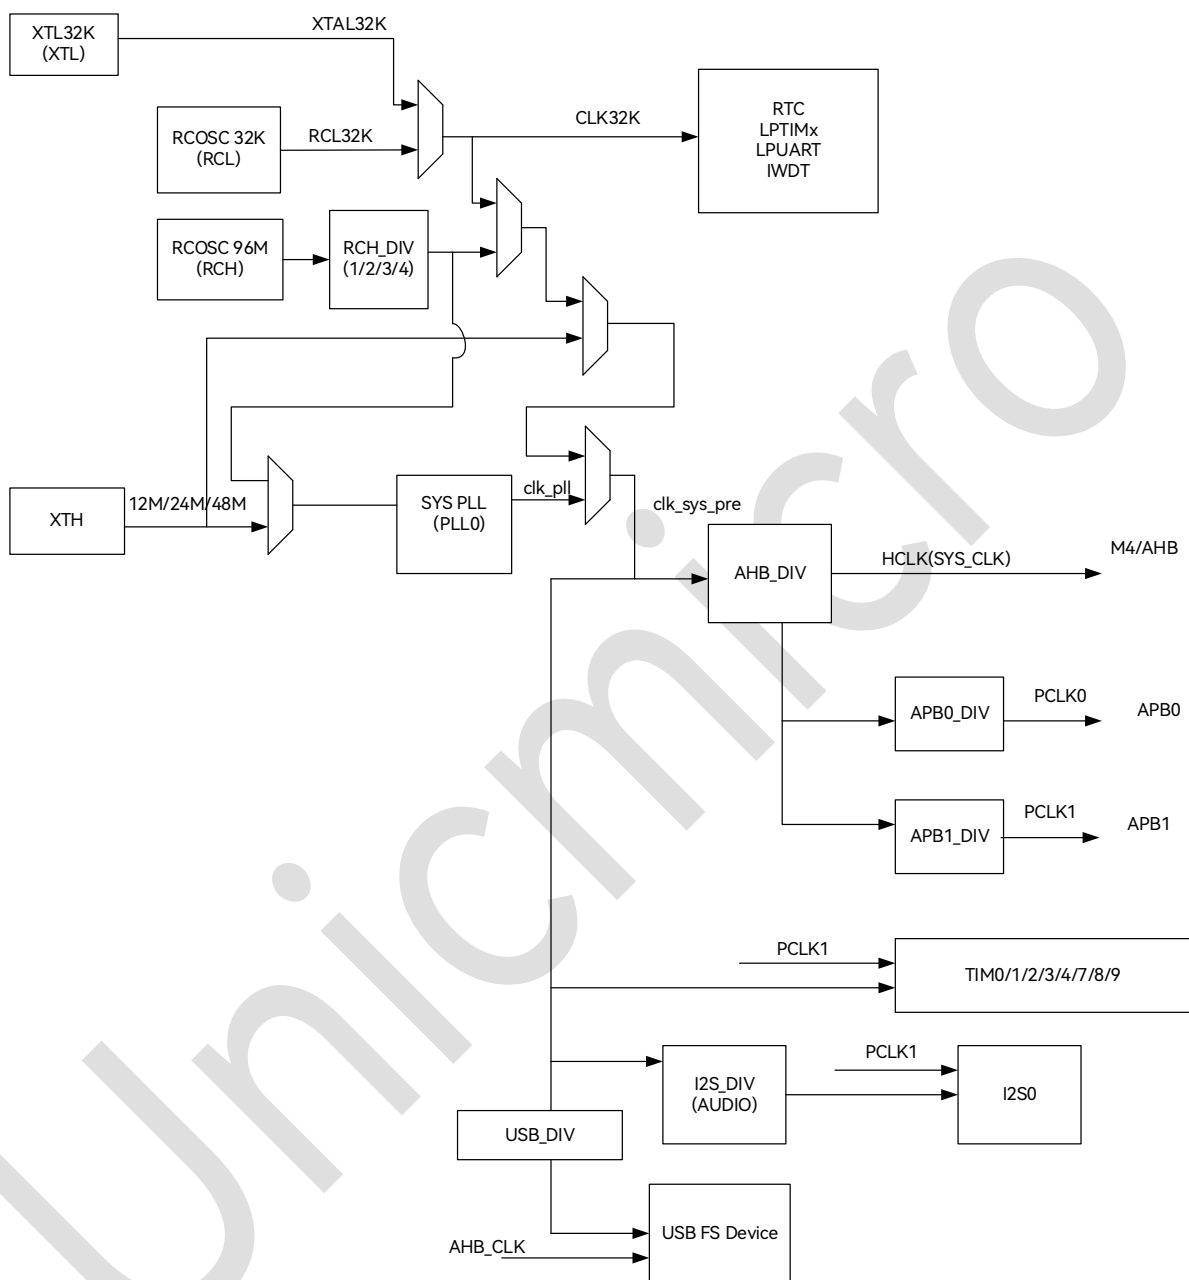 XTL32K
(XTL)
XTAL32K
RCOSC 32K
(RCL)
RCL32K
CLK32K
RTC
LPTIMx
LPUART
IWDT
RCOSC 96M
(RCH)
RCH_DIV
(1/2/3/4)
XTH
12M/24M/48M
SYS PLL
(PLL0)
clk_pll
clk_sys_pre
AHB_DIV
HCLK(SYS_CLK)
M4/AHB
APB0_DIV
PCLK0
APB0
APB1_DIV
PCLK1
APB1
PCLK1
TIM0/1/2/3/4/7/8/9
I2S_DIV
(AUDIO)
PCLK1
I2S0
USB_DIV
USB FS Device
AHB_CLK
Unicmicro